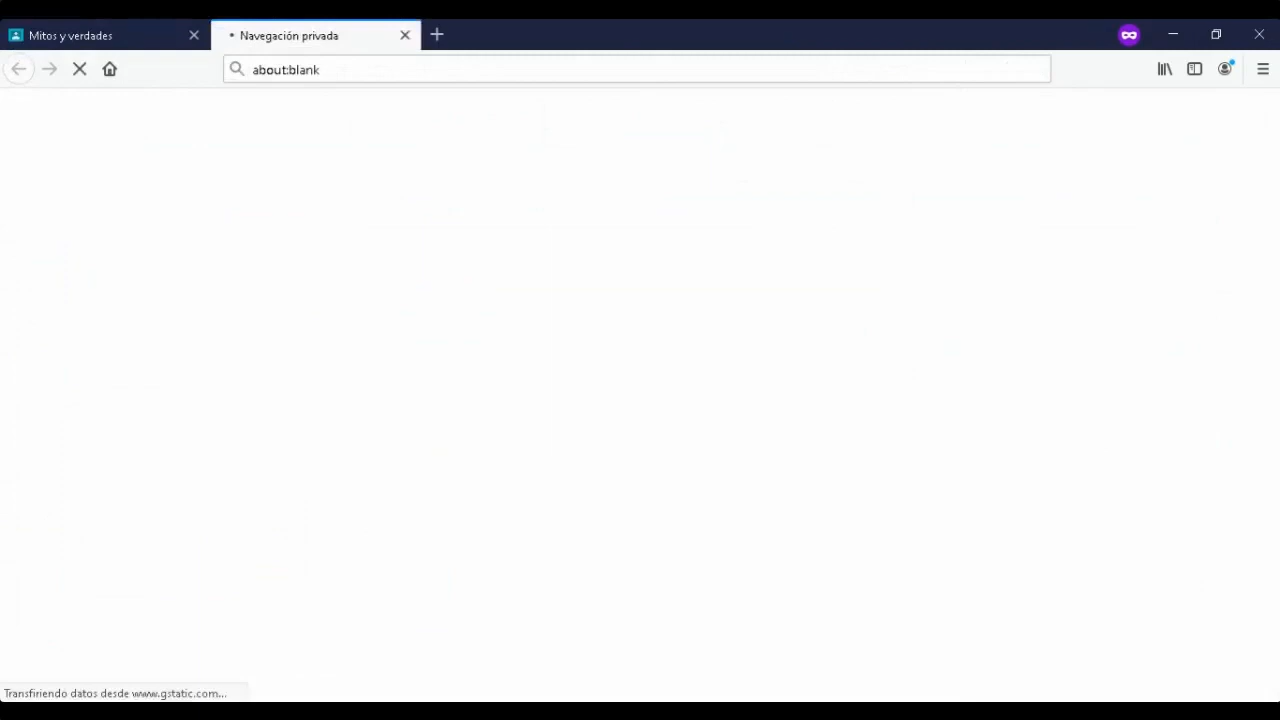 Mitos y verdades
Navegación privada
about:blank
Transfiriendo datos desde www.gstatic.com...